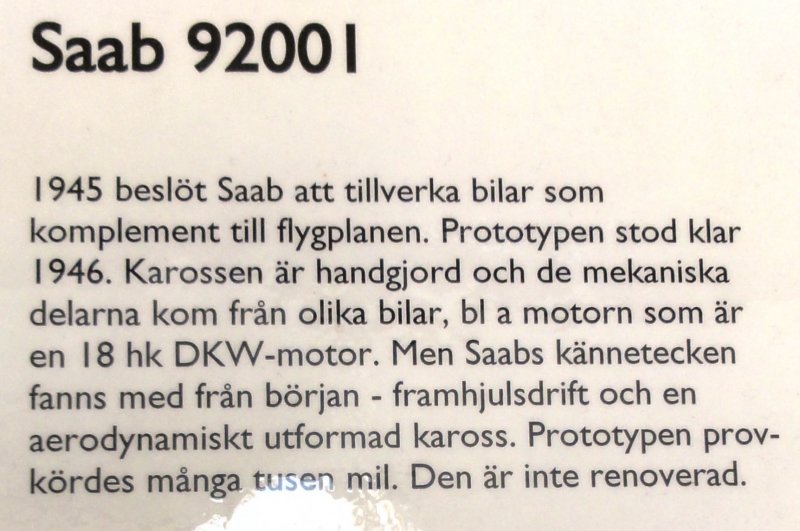 Saab 92001
1945 beslöt Saab att tillverka bilar som
komplement till flygplanen. Prototypen stod klar
1946. Karossen är handgjord och de mekaniska
delarna kom från olika bilar, bl a motorn som är
en 18 hk DKW-motor. Men Saabs kännetecken
fanns med från början - framhjulsdrift och en
aerodynamiskt utformad kaross. Prototypen prov-
kördes många tusen mil. Den är inte renoverad.